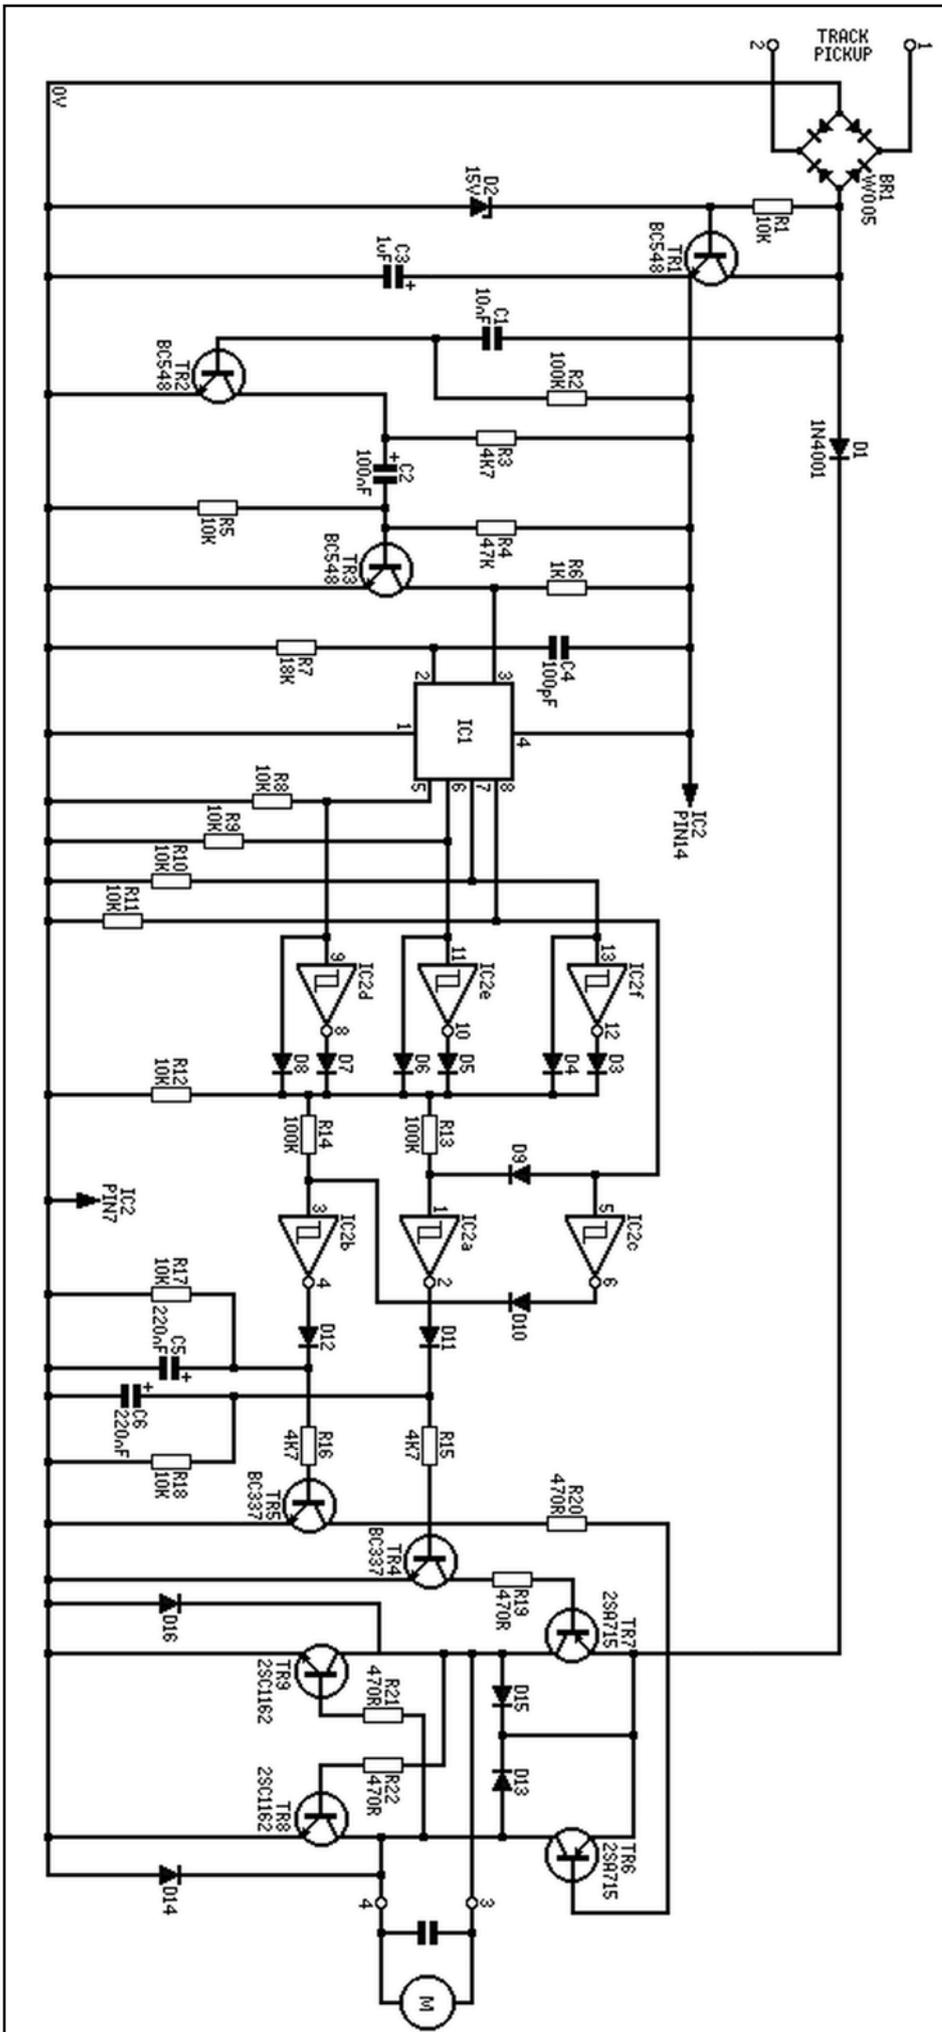 TRACK
PICKUP
1
2
BR1
W005
0V
R1
10K
D2
15V
TR1
BC548
C3
1uF
+
C1
10nF
R2
100K
TR2
BC548
D1
1N4001
R3
4K7
+
C2
100nF
R5
10K
R4
47K
TR3
BC548
R6
1K
R7
18K
C4
100pF
2
3
IC1
1
4
5
6
7
8
IC2
PIN14
R8
10K
R9
10K
R10
10K
R11
10K
IC2d
9
8
IC2e
11
10
IC2f
13
12
D8
D7
D6
D5
D4
D3
R12
10K
R14
100K
R13
100K
D9
IC2
PIN7
IC2b
3
4
IC2a
1
2
IC2c
5
6
D10
D12
D11
R17
10K
220nF
C5
+
+
C6
220nF
R18
10K
R16
4K7
R15
4K7
TR5
BC337
R20
470R
TR4
BC337
R19
470R
TR7
2SA715
D16
TR9
2SC1162
R21
470R
D15
R22
470R
D13
TR8
2SC1162
TR6
2SA715
D14
4
3
M